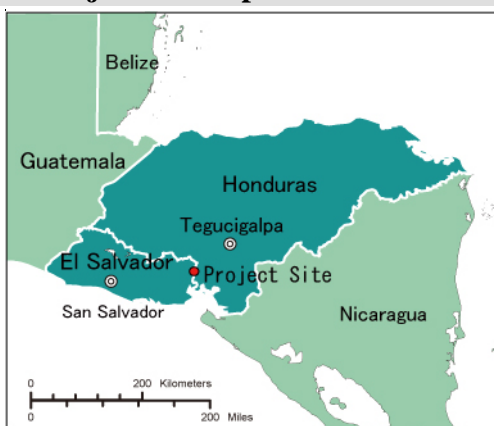 Belize
Guatemala
Honduras
Tegucigalpa
El Salvador
Project Site
San Salvador
Nicaragua
0 200 Kilometers
0 200 Miles